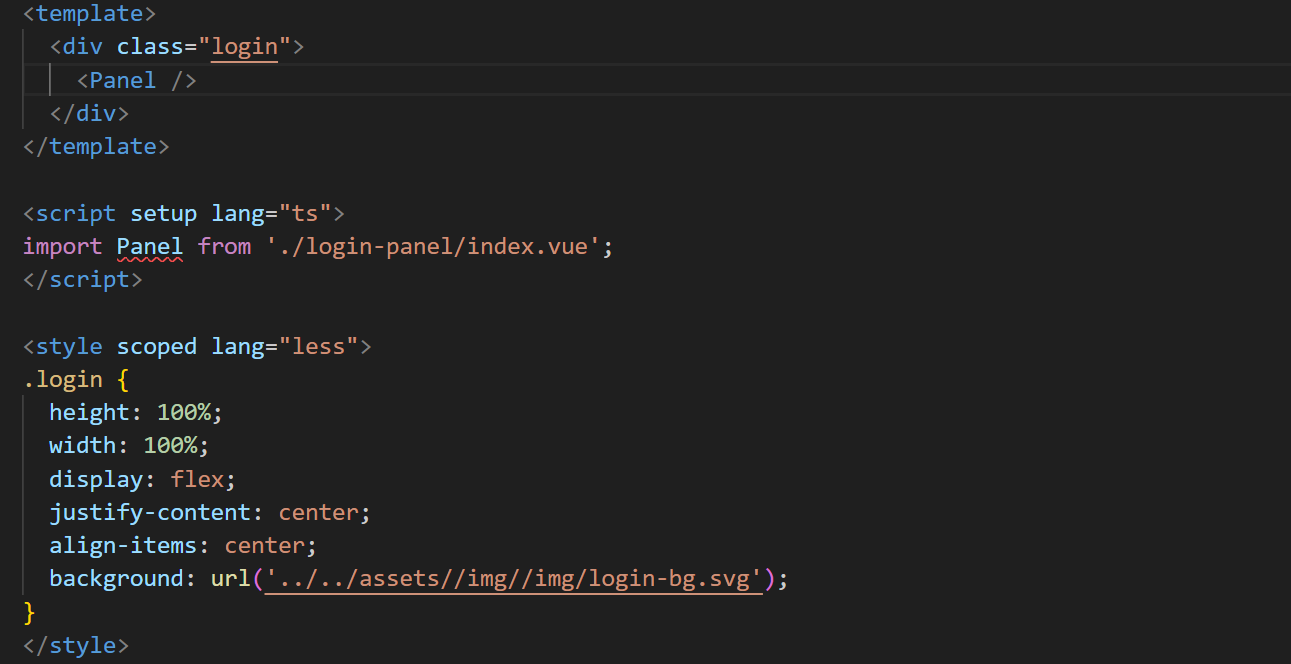 <template>
<div class="login">
<Panel />
</div>
</template>
<script setup lang="ts">
import Panel from './login-panel/index.vue';
</script>
<style scoped lang="less">
.login {
height: 100%;
width: 100%;
display: flex;
justify-content: center;
align-items: center;
background: url('../../assets//img//img/login-bg.svg');
}
</style>